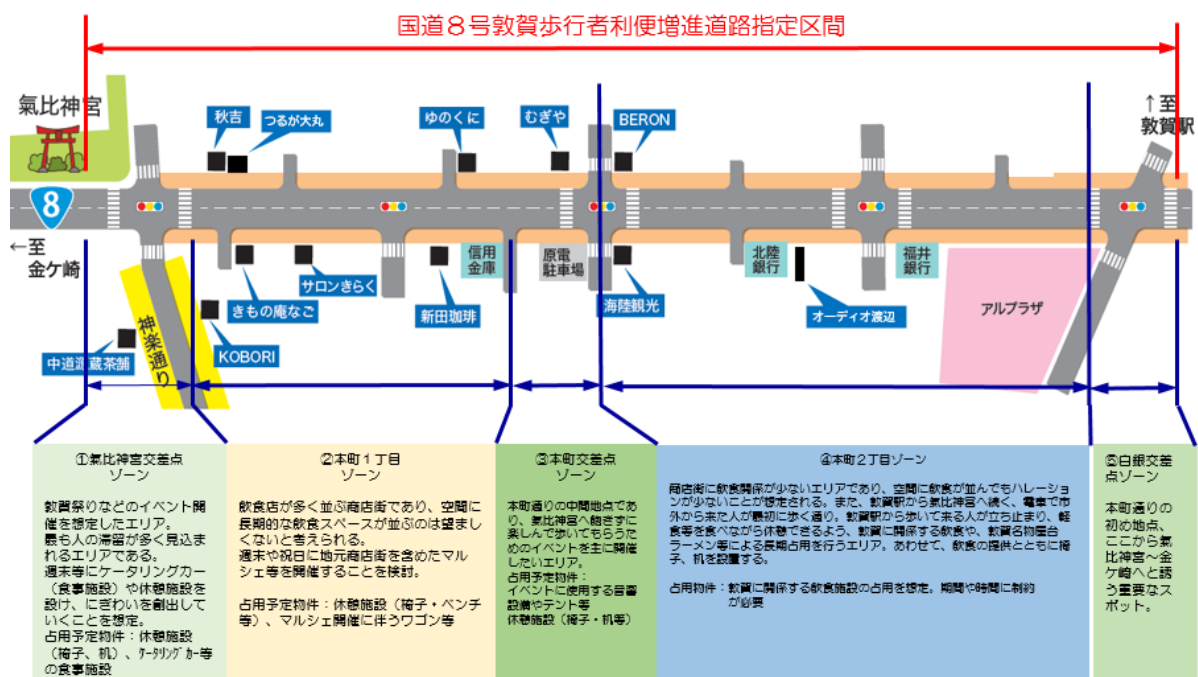 国道８号敦賀歩行者利便増進道路指定区間
氣比神宮
秋吉
つるが大丸
ゆのくに
むぎや
BERON
↑至
敦賀駅
8
←至
金ケ崎
信用
金庫
原電
駐車場
北陸
銀行
福井
銀行
サロンきらく
きもの庵なご
新田珈琲
海陸観光
オーディオ渡辺
アルプラザ
神楽通り
KOBORI
中道源蔵茶舗
①氣比神宮交差点
ゾーン
敦賀祭りなどのイベント開
催を想定したエリア。
最も人の滞留が多く見込ま
れるエリアである。
週末等にケータリングカー
（食事施設）や休憩施設を
設け、にぎわいを創出して
いくことを想定。
占用予定物件：休憩施設
（椅子、机）、ｹｰﾀﾘﾝｸﾞｶｰ等
の食事施設
②本町１丁目
ゾーン
飲食店が多く並ぶ商店街であり、空間に
長期的な飲食スペースが並ぶのは望まし
くないと考えられる。
週末や祝日に地元商店街を含めたマル
シェ等を開催することを検討。
占用予定物件：休憩施設（椅子・ベンチ
等）、マルシェ開催に伴うワゴン等
③本町交差点
ゾーン
本町通りの中間地点であ
り、氣比神宮へ飽きずに
楽しんで歩いてもらうた
めのイベントを主に開催
したいエリア。
占用予定物件：
イベントに使用する音響
設備やテント等
休憩施設（椅子・机等）
④本町２丁目ゾーン
商店街に飲食関係が少ないエリアであり、空間に飲食が並んでもハレーショ
ンが少ないことが想定される。また、敦賀駅から氣比神宮へ続く、電車で市
外から来た人が最初に歩く通り。敦賀駅から歩いて来る人が立ち止まり、軽
食等を食べながら休憩できるよう、敦賀に関係する飲食や、敦賀名物屋台
ラーメン等による長期占用を行うエリア。あわせて、飲食の提供とともに椅
子、机を設置する。
占用物件：敦賀に関係する飲食施設の占用を想定。期間や時間に制約
が必要
⑤白銀交差
点ゾーン
本町通りの
初め地点、
ここから氣
比神宮～金
ケ崎へと誘
う重要なス
ポット。